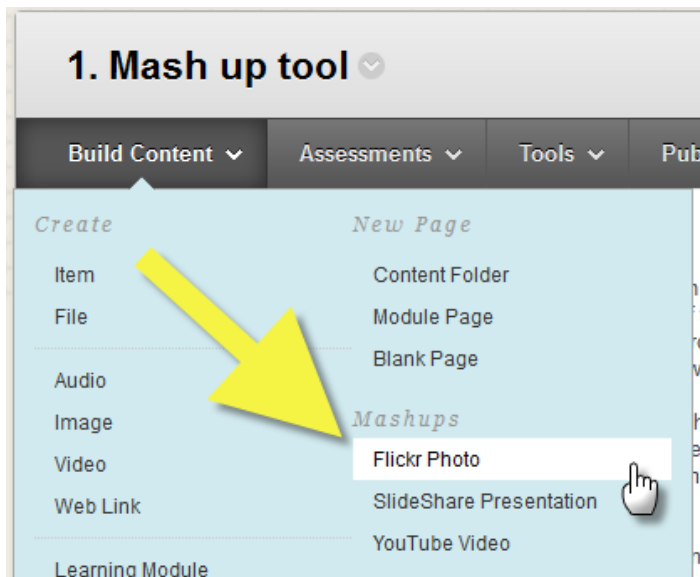 1. Mash up tool
Build Content
Assessments
Tools
Create
Item
File
Audio
Image
Video
Web Link
Learning Module
New Page
Content Folder
Module Page
Blank Page
Mashups
Flickr Photo
SlideShare Presentation
YouTube Video